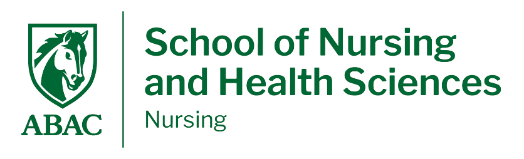 ABAC
School of Nursing
and Health Sciences
Nursing